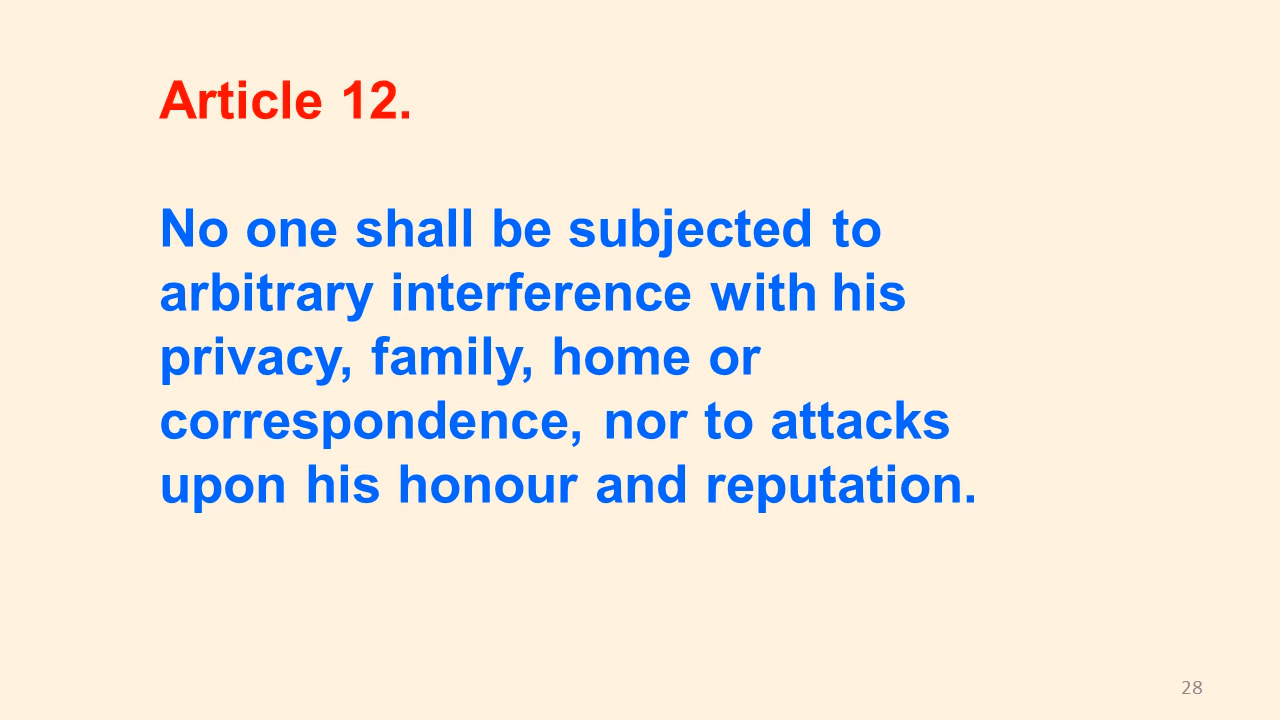 Article 12.
No one shall be subjected to
arbitrary interference with his
privacy, family, home or
correspondence, nor to attacks
upon his honour and reputation.
28